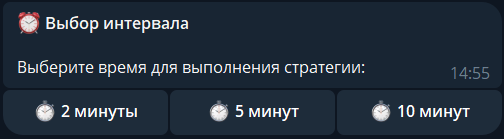 ⏰ Выбор интервала
Выберите время для выполнения стратегии:
14:55
⏱ 2 минуты ⏱ 5 минут ⏱ 10 минут